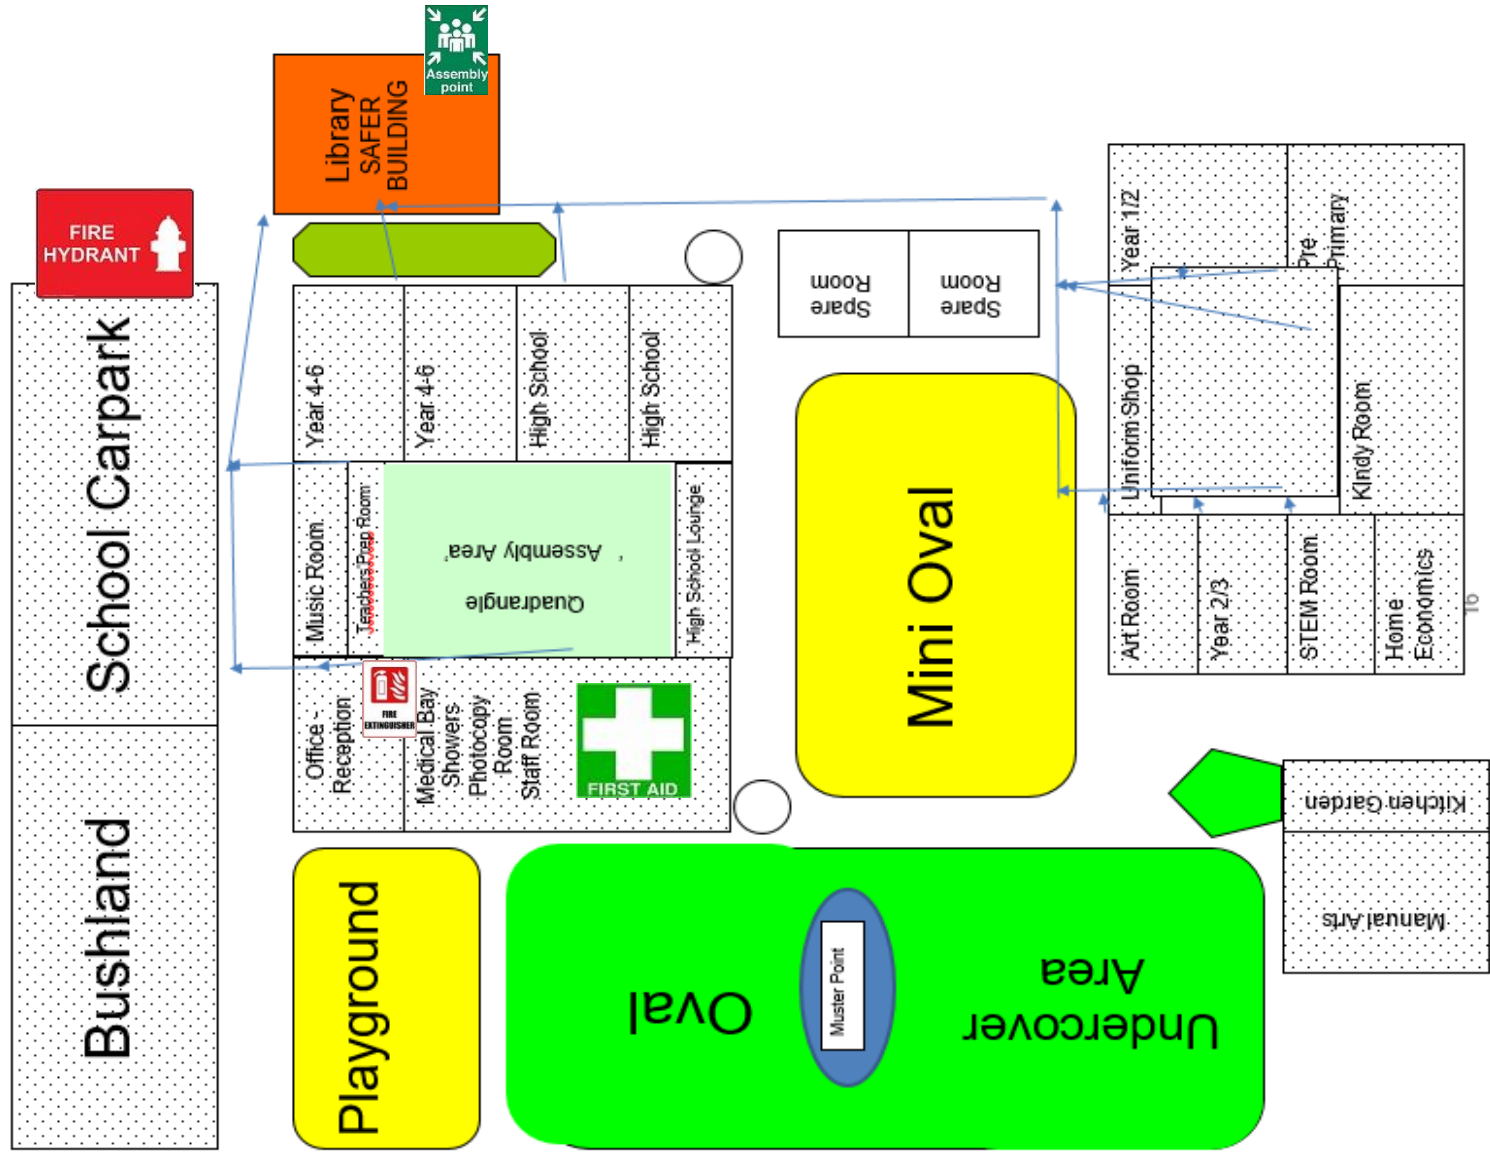 Assembly
point
Library
SAFER
BUILDING
FIRE
HYDRANT
School Carpark
Bushland
Year 4-6
Year 4-6
High School
High School
Music Room
Teachers Prep Room
Quadrangle
‘ Assembly Area’
High School Lounge
Office -
Reception
FIRE
EXTINGUISHER
Medical Bay
Showers
Photocopy
Room
Staff Room
FIRST AID
Spare
Room
Spare
Room
Mini Oval
Year 1/2
Pre
Primary
Uniform Shop
KIndy Room
Art Room
Year 2/3
STEM Room
Home
Economics
16
Kitchen Garden
Manual Arts
Playground
Oval
Muster Point
Undercover
Area